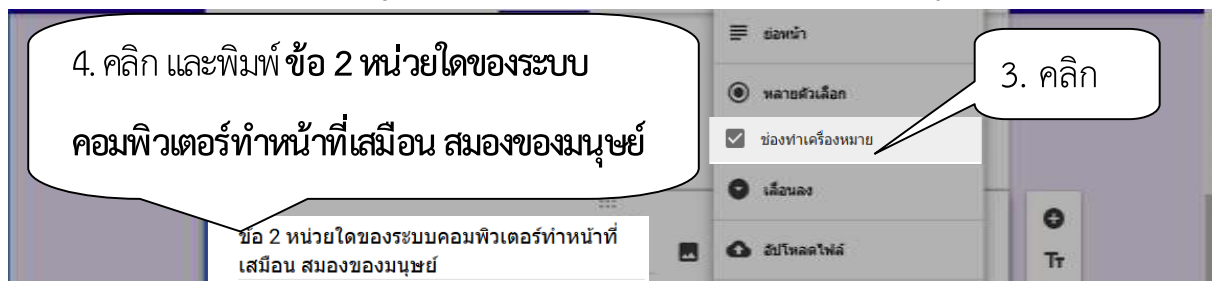 ย่อหน้า
4. คลิก และพิมพ์ ข้อ 2 หน่วยใดของระบบ
คอมพิวเตอร์ทำหน้าที่เสมือน สมองของมนุษย์
3. คลิก
หลายตัวเลือก
ช่องทำเครื่องหมาย
เลื่อนลง
ข้อ 2 หน่วยใดของระบบคอมพิวเตอร์ทำหน้าที่
เสมือน สมองของมนุษย์
อัปโหลดไฟล์
Tт